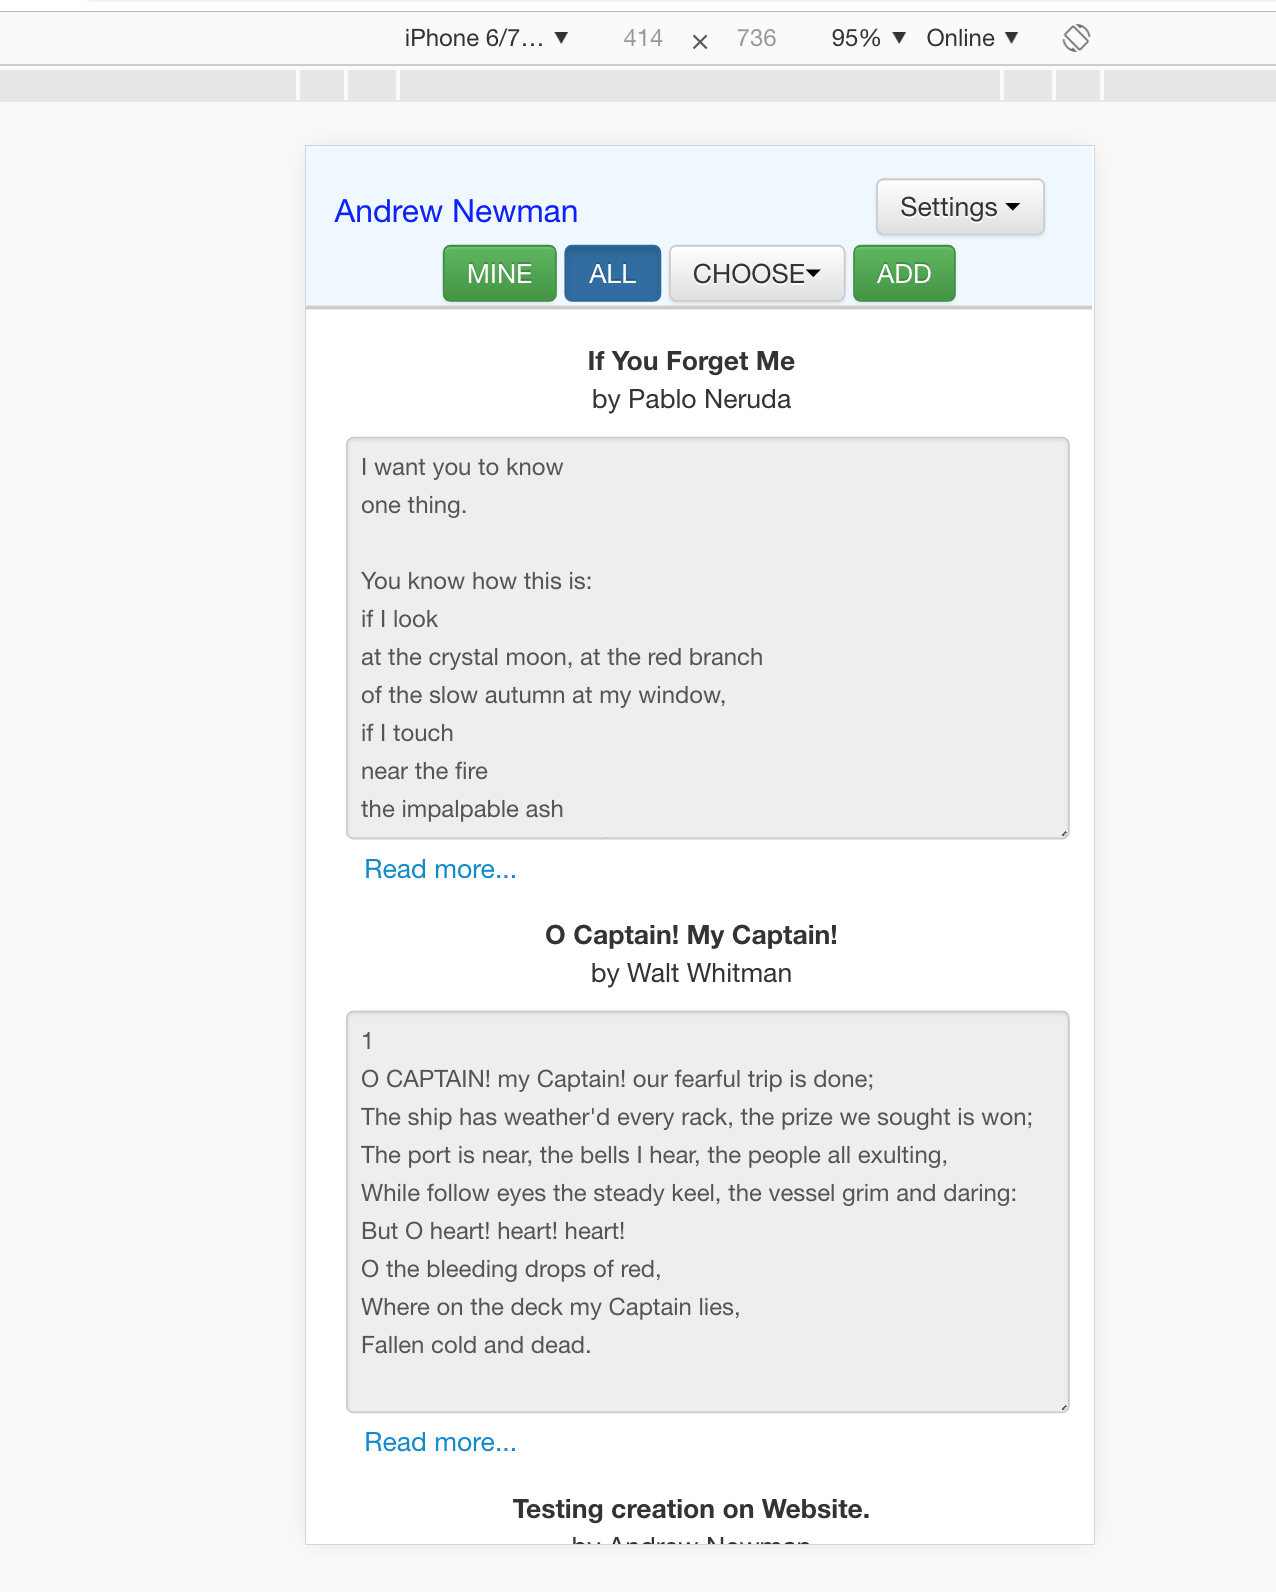 iPhone 6/7... ▼ 414 × 736 95% ▼ Online ▼
Andrew Newman
Settings
MINE ALL CHOOSE ADD
If You Forget Me
by Pablo Neruda
I want you to know
one thing.
You know how this is:
if I look
at the crystal moon, at the red branch
of the slow autumn at my window,
if I touch
near the fire
the impalpable ash
Read more...
O Captain! My Captain!
by Walt Whitman
1
O CAPTAIN! my Captain! our fearful trip is done;
The ship has weather'd every rack, the prize we sought is won;
The port is near, the bells I hear, the people all exulting,
While follow eyes the steady keel, the vessel grim and daring:
But O heart! heart! heart!
O the bleeding drops of red,
Where on the deck my Captain lies,
Fallen cold and dead.
Read more...
Testing creation on Website.
by Andrew Newman